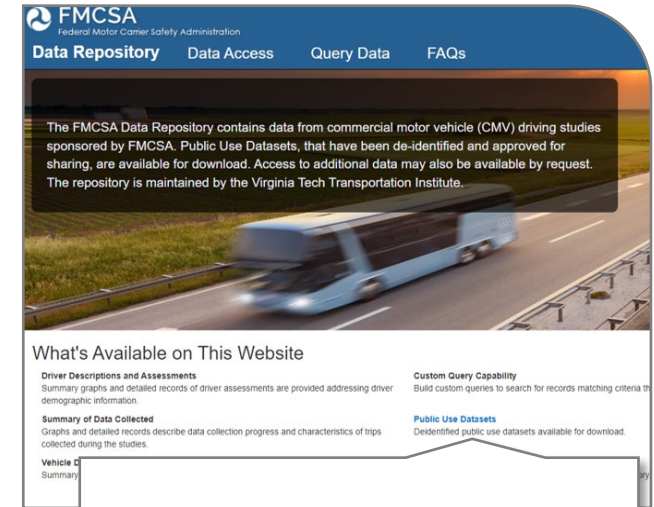 FMCSA
Federal Motor Carrier Safety Administration
Data Repository Data Access Query Data FAQs
The FMCSA Data Repository contains data from commercial motor vehicle (CMV) driving studies
sponsored by FMCSA. Public Use Datasets, that have been de-identified and approved for
sharing, are available for download. Access to additional data may also be available by request.
The repository is maintained by the Virginia Tech Transportation Institute.
What's Available on This Website
Driver Descriptions and Assessments
Summary graphs and detailed records of driver assessments are provided addressing driver
demographic information.
Summary of Data Collected
Graphs and detailed records describe data collection progress and characteristics of trips
collected during the studies.
Vehicle D
Summary
Custom Query Capability
Build custom queries to search for records matching criteria th
Public Use Datasets
Deidentified public use datasets available for download.